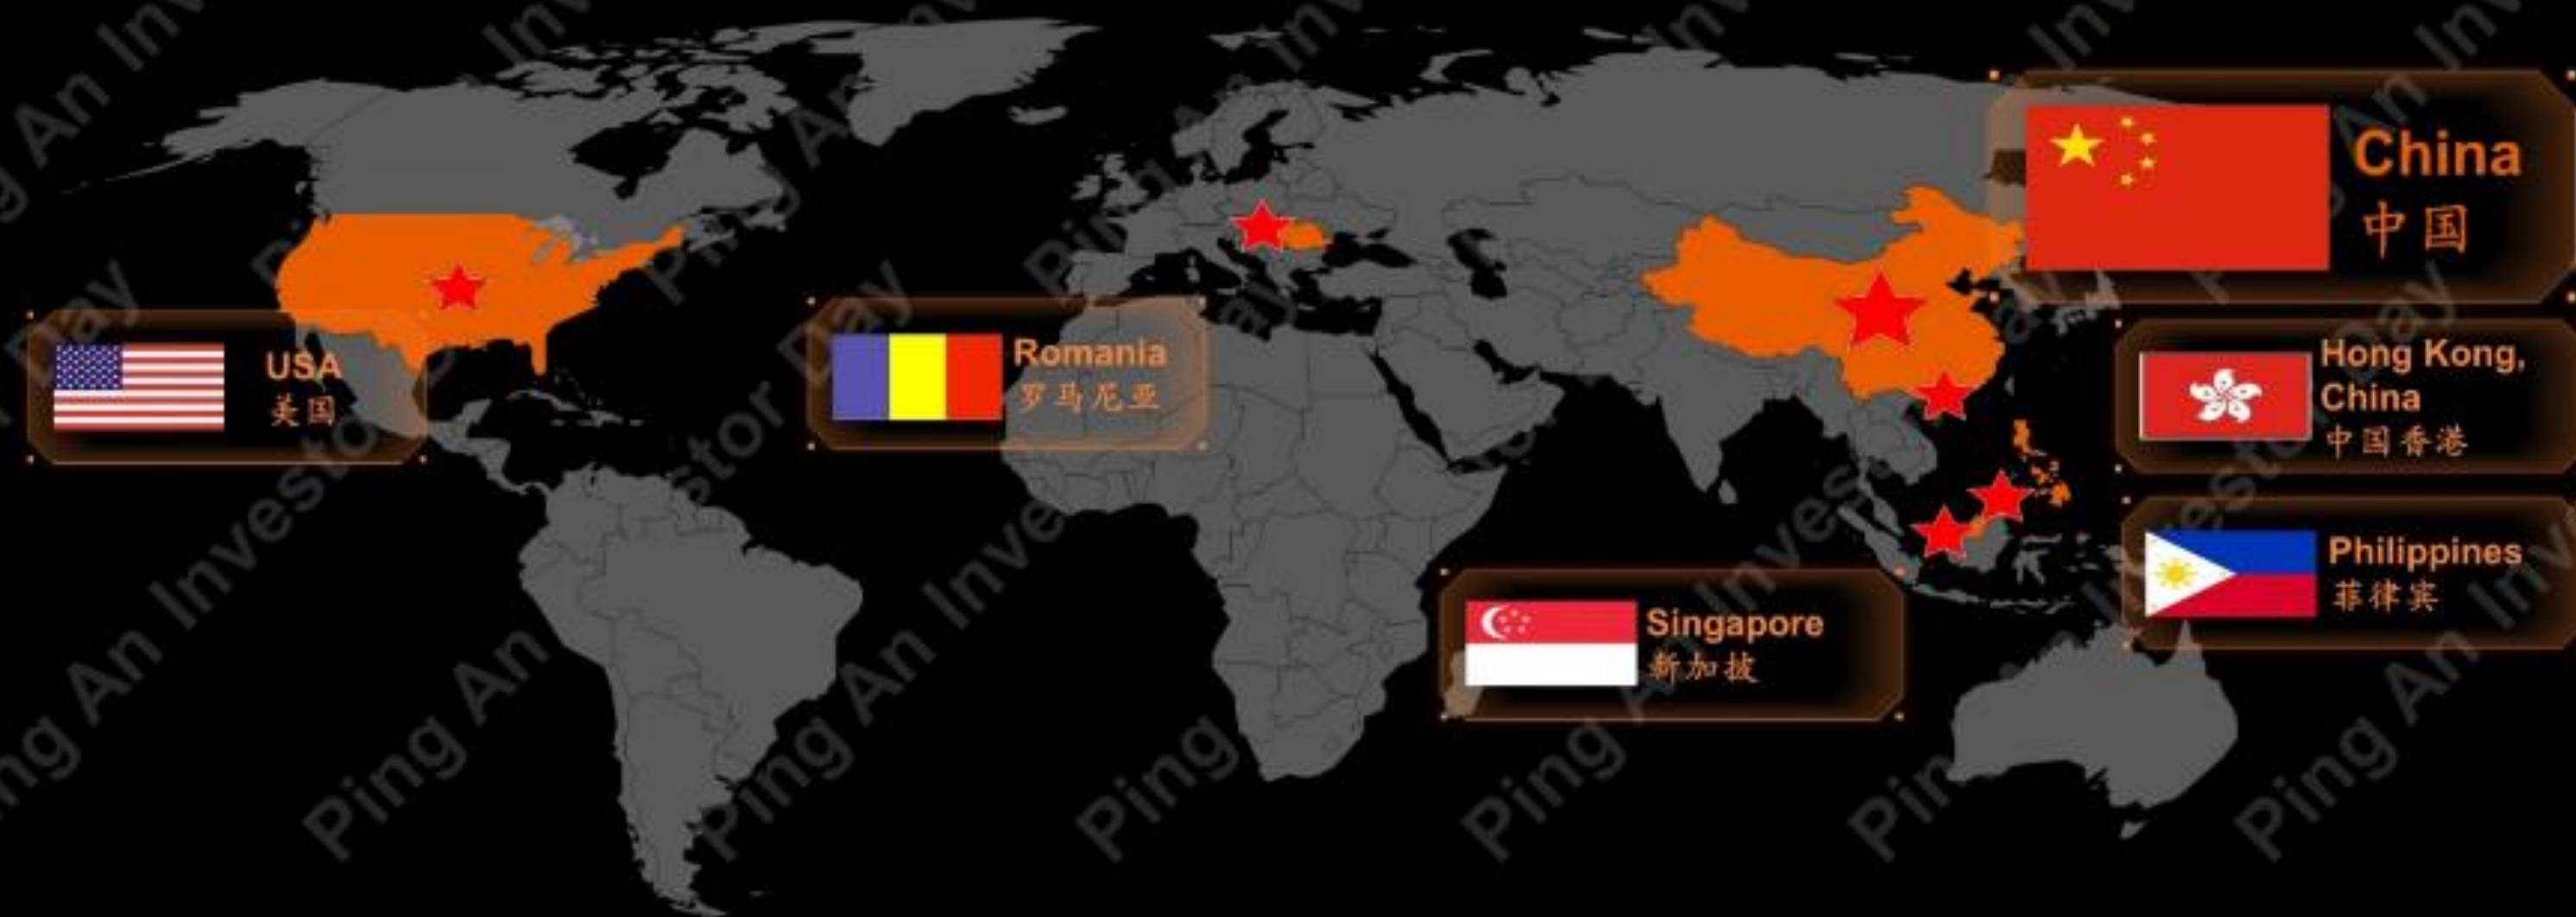 China
中国
USA
美国
Romania
罗马尼亚
Hong Kong,
China
中国香港
Philippines
菲律宾
Singapore
新加披
Ping An Investor Day